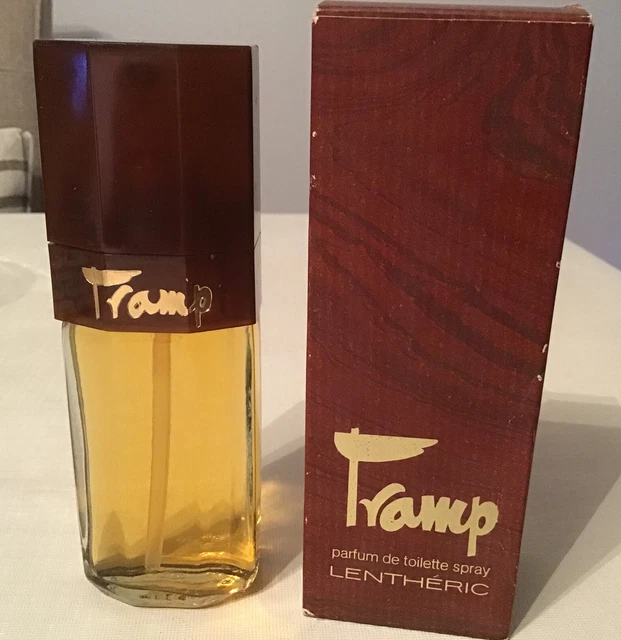 Tramp
Tramp
parfum de toilette spray
LENTHÉRIC